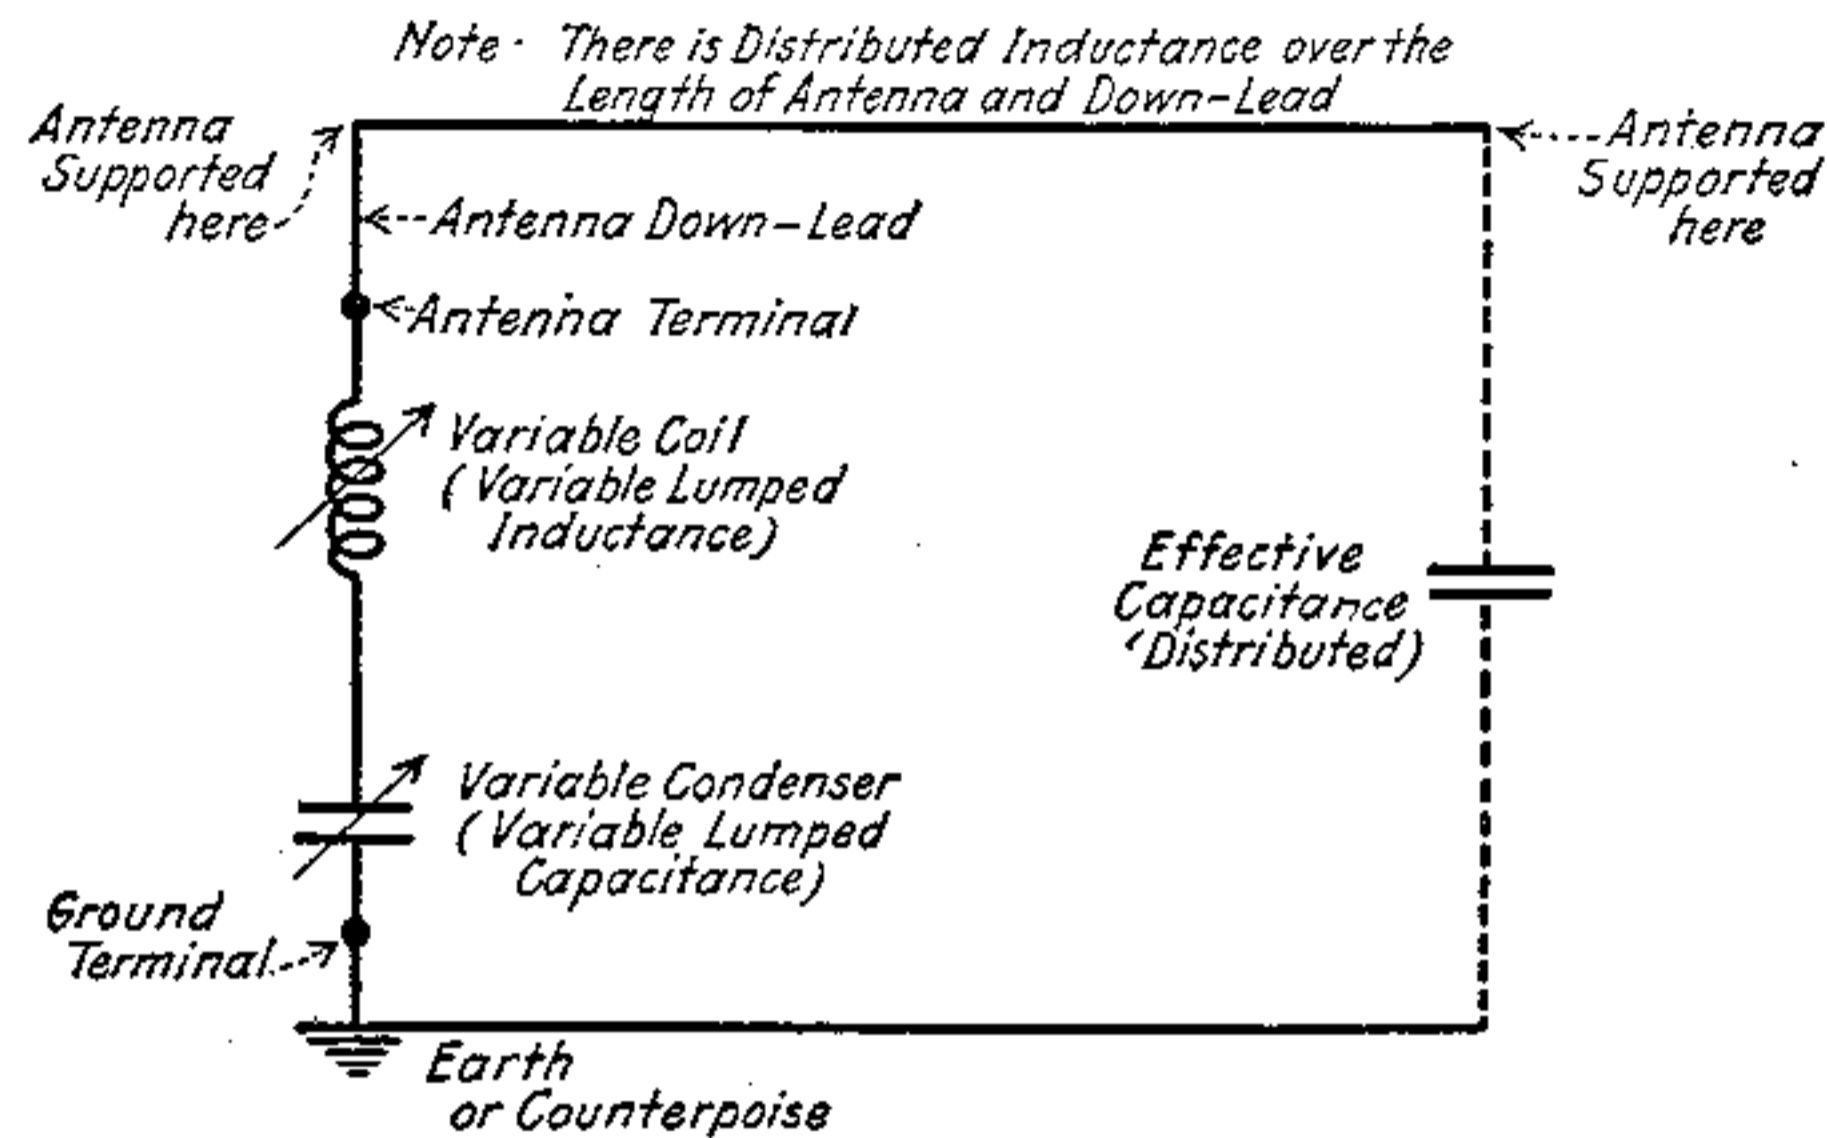 Note - There is Distributed Inductance over the
Length of Antenna and Down-Lead
Antenna
Supported
here
Antenna
Supported
here
Antenna Down-Lead
Antenna Terminal
Variable Coil
(Variable Lumped
Inductance)
Effective
Capacitance
(Distributed)
Variable Condenser
(Variable Lumped
Capacitance)
Ground
Terminal
Earth
or Counterpoise